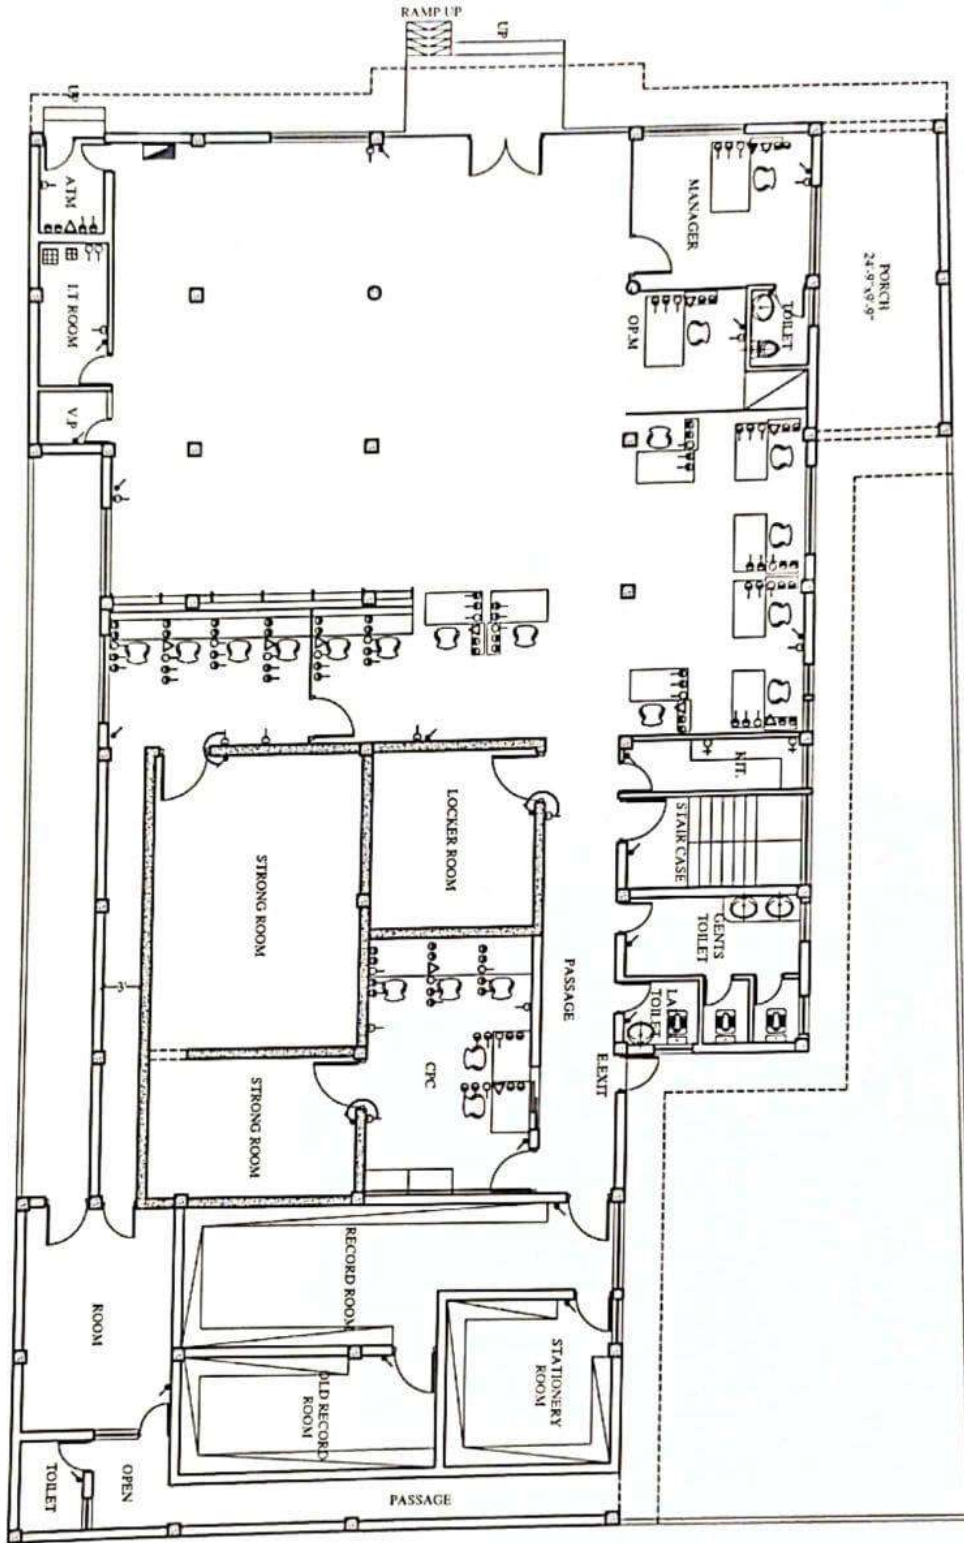 RAMP UP
UP
UP
ATM
I.T ROOM
V.P
MANAGER
OP.M
TOILET
PORCH
24'-9"x9'-9"
KIT.
STAIR CASE
GENTS
TOILET
LA
TOILET
LOCKER ROOM
STRONG ROOM
PASSAGE
3'
CPC
E.EXIT
STRONG ROOM
RECORD ROOM
STATIONERY
ROOM
OLD RECORD
ROOM
ROOM
OPEN
TOILET
PASSAGE